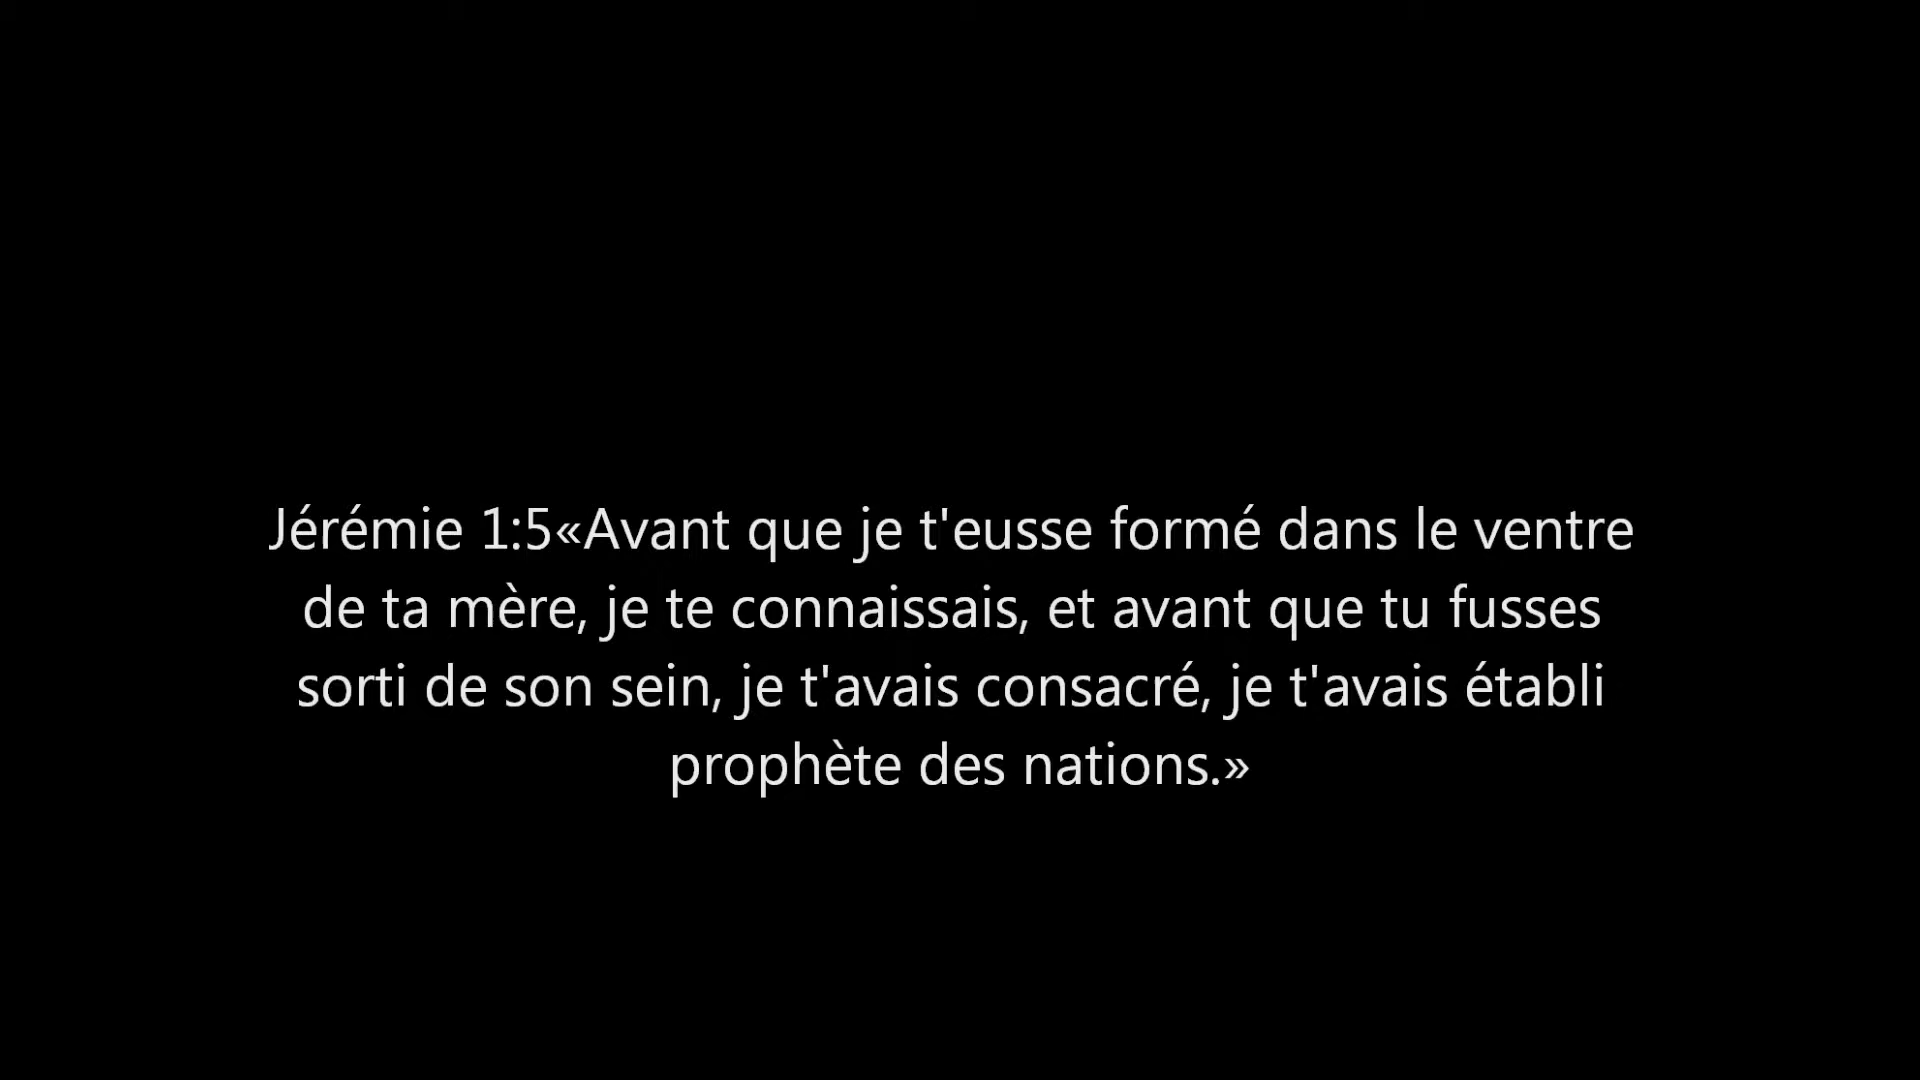 Jérémie 1:5«Avant que je t'eusse formé dans le ventre
de ta mère, je te connaissais, et avant que tu fusses
sorti de son sein, je t'avais consacré, je t'avais établi
prophète des nations.»